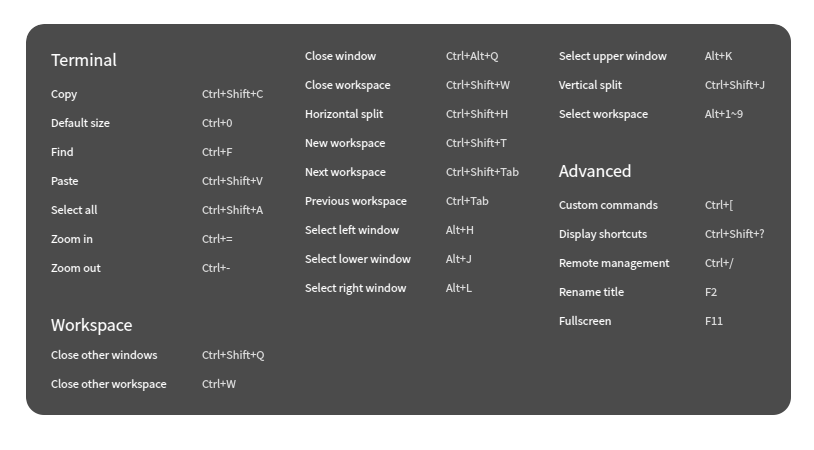 Terminal
Copy Ctrl+Shift+C
Default size Ctrl+0
Find Ctrl+F
Paste Ctrl+Shift+V
Select all Ctrl+Shift+A
Zoom in Ctrl+=
Zoom out Ctrl+-
Workspace
Close other windows Ctrl+Shift+Q
Close other workspace Ctrl+W
Close window Ctrl+Alt+Q
Close workspace Ctrl+Shift+W
Horizontal split Ctrl+Shift+H
New workspace Ctrl+Shift+T
Next workspace Ctrl+Shift+Tab
Previous workspace Ctrl+Tab
Select left window Alt+H
Select lower window Alt+J
Select right window Alt+L
Select upper window Alt+K
Vertical split Ctrl+Shift+J
Select workspace Alt+1~9
Advanced
Custom commands Ctrl+[
Display shortcuts Ctrl+Shift+?
Remote management Ctrl+/
Rename title F2
Fullscreen F11